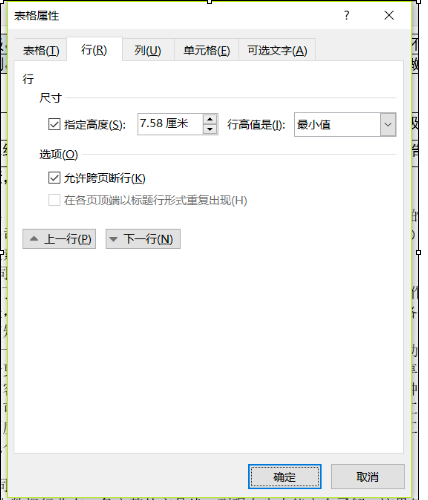 表格属性
?
表格(T) 行(R) 列(U) 单元格(E) 可选文字(A)
行
尺寸
指定高度(S): 7.58 厘米 行高值是(I): 最小值
选项(O)
允许跨页断行(K)
在各页顶端以标题行形式重复出现(H)
上一行(P) 下一行(N)
确定 取消